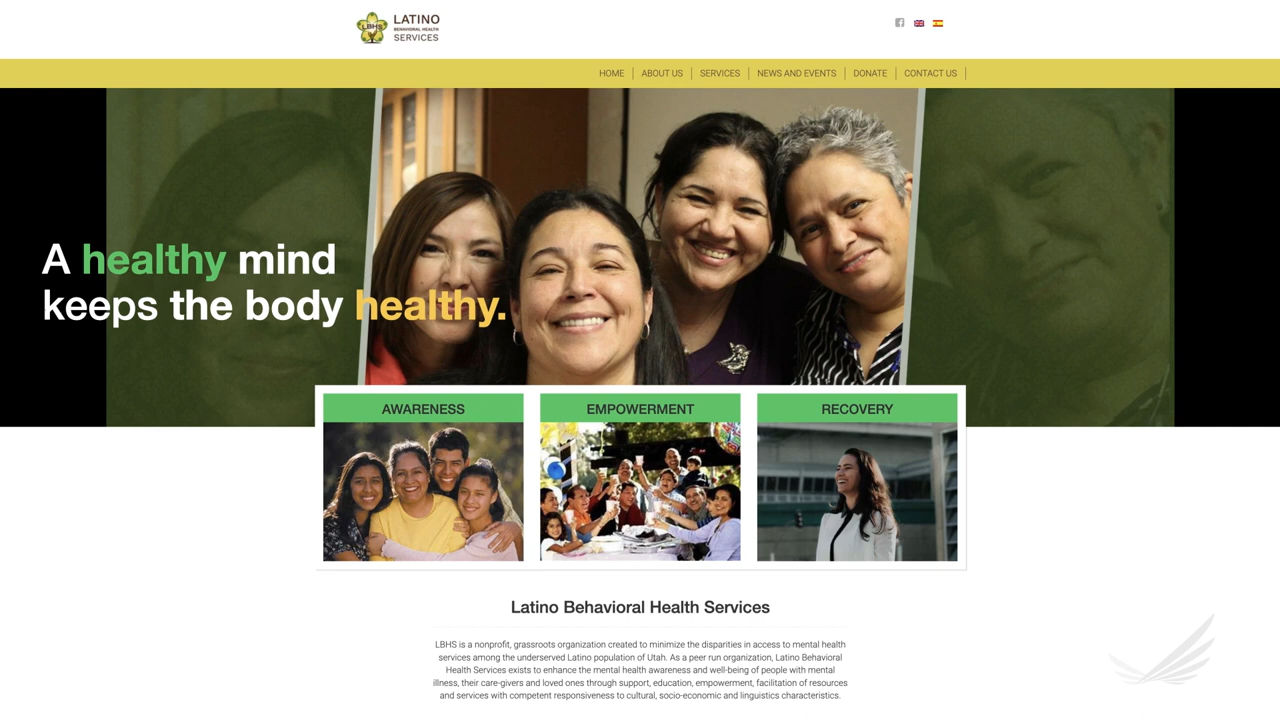 LBHS
LATINO
BEHAVIORAL HEALTH
SERVICES
HOME
ABOUT US
SERVICES
NEWS AND EVENTS
DONATE
CONTACT US
A healthy mind
keeps the body healthy.
AWARENESS
EMPOWERMENT
RECOVERY
Latino Behavioral Health Services
LBHS is a nonprofit, grassroots organization created to minimize the disparities in access to mental health
services among the underserved Latino population of Utah. As a peer run organization, Latino Behavioral
Health Services exists to enhance the mental health awareness and well-being of people with mental
illness, their care-givers and loved ones through support, education, empowerment, facilitation of resources
and services with competent responsiveness to cultural, socio-economic and linguistics characteristics.